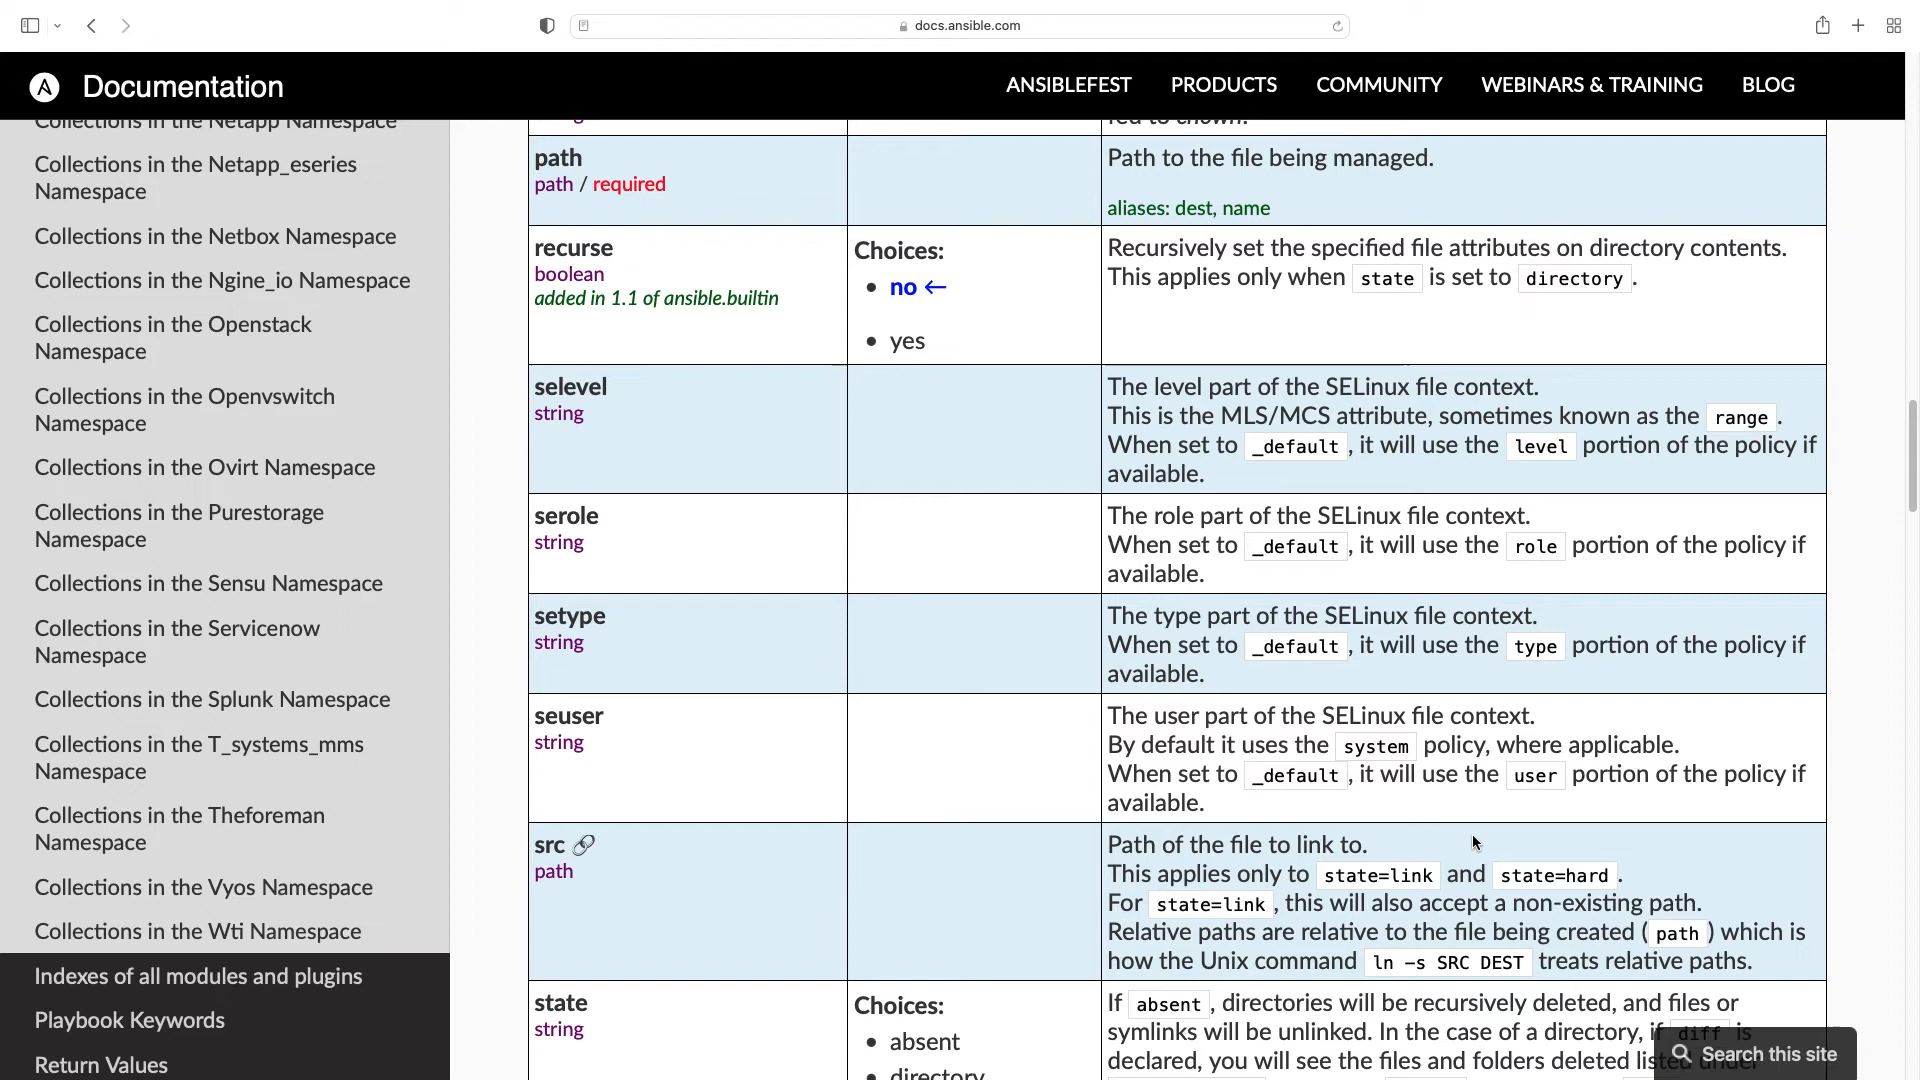 docs.ansible.com
Documentation
ANSIBLEFEST
PRODUCTS
COMMUNITY
WEBINARS & TRAINING
BLOG
Collections in the Netapp Namespace
Collections in the Netapp_eseries
Namespace
Collections in the Netbox Namespace
Collections in the Ngine_io Namespace
Collections in the Openstack
Namespace
Collections in the Openvswitch
Namespace
Collections in the Ovirt Namespace
Collections in the Purestorage
Namespace
Collections in the Sensu Namespace
Collections in the Servicenow
Namespace
Collections in the Splunk Namespace
Collections in the T_systems_mms
Namespace
Collections in the Theforeman
Namespace
Collections in the Vyos Namespace
Collections in the Wti Namespace
Indexes of all modules and plugins
Playbook Keywords
Return Values
fed to chown.
path
path / required
Path to the file being managed.
aliases: dest, name
recurse
boolean
added in 1.1 of ansible.builtin
Choices:
• no ←
• yes
Recursively set the specified file attributes on directory contents.
This applies only when state is set to directory.
selevel
string
The level part of the SELinux file context.
This is the MLS/MCS attribute, sometimes known as the range.
When set to _default, it will use the level portion of the policy if
available.
serole
string
The role part of the SELinux file context.
When set to _default, it will use the role portion of the policy if
available.
setype
string
The type part of the SELinux file context.
When set to _default, it will use the type portion of the policy if
available.
seuser
string
The user part of the SELinux file context.
By default it uses the system policy, where applicable.
When set to _default, it will use the user portion of the policy if
available.
src
path
Path of the file to link to.
This applies only to state=link and state=hard.
For state=link, this will also accept a non-existing path.
Relative paths are relative to the file being created (path) which is
how the Unix command ln -s SRC DEST treats relative paths.
state
string
Choices:
• absent
• directory
If absent, directories will be recursively deleted, and files or
symlinks will be unlinked. In the case of a directory, if diff is
declared, you will see the files and folders deleted listed under
Search this site